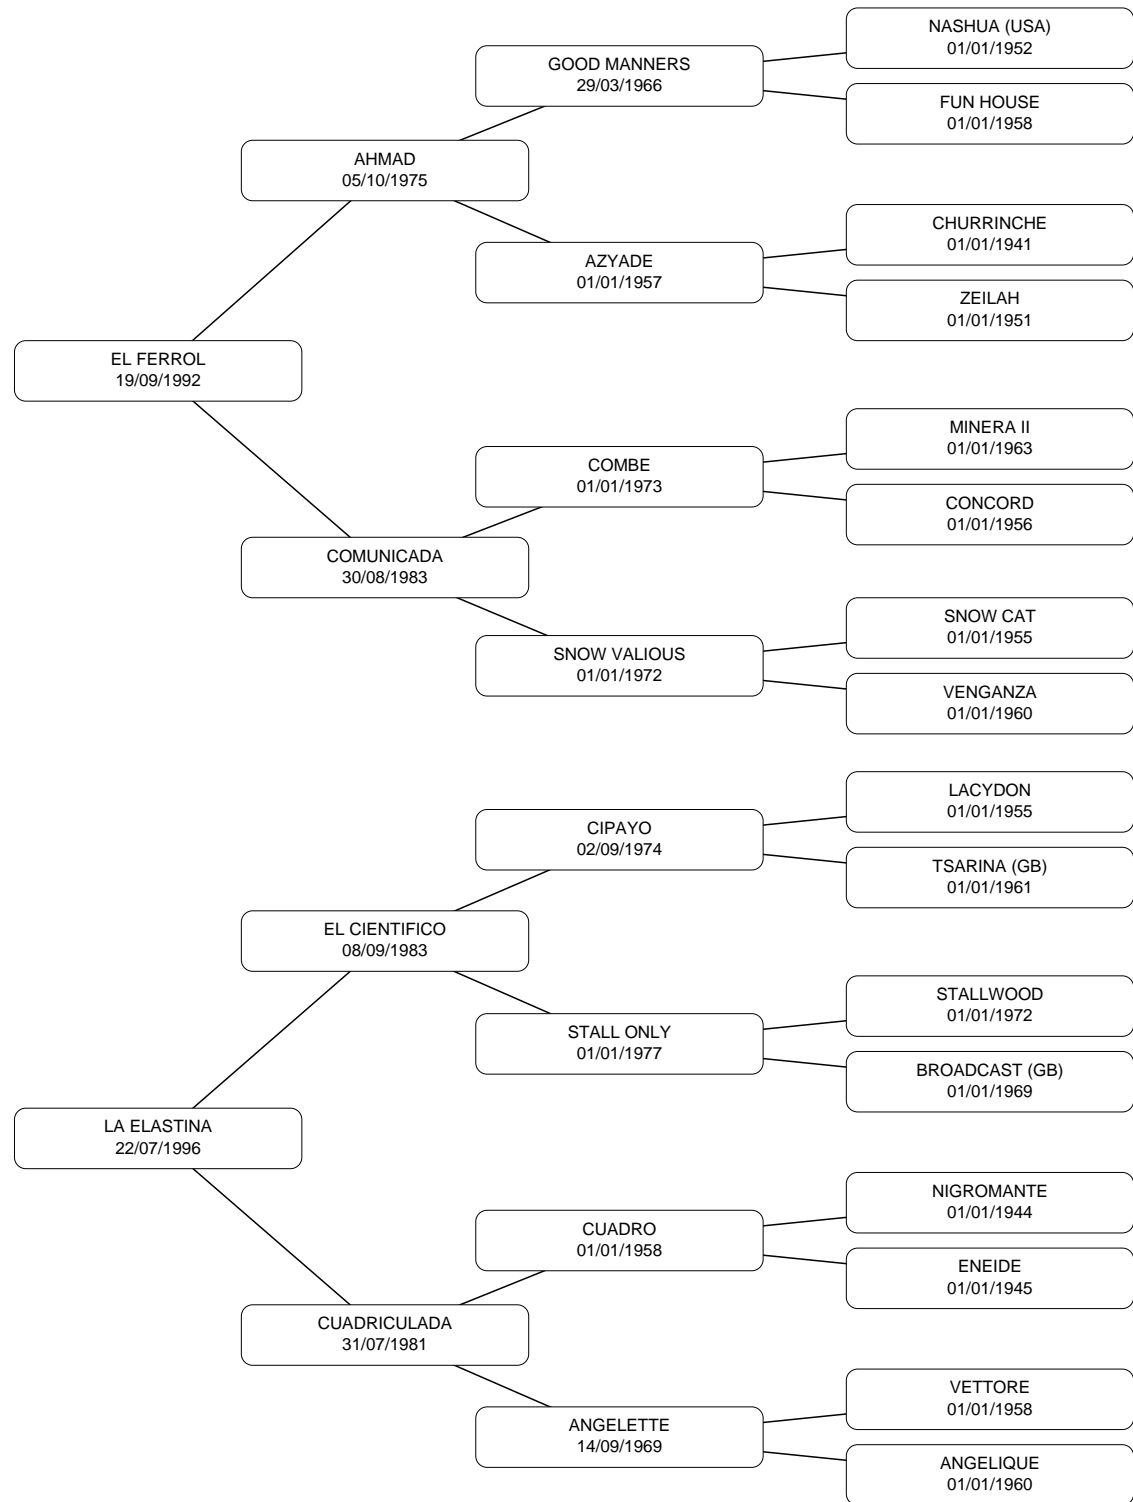 NASHUA (USA)
01/01/1952
GOOD MANNERS
29/03/1966
FUN HOUSE
01/01/1958
AHMAD
05/10/1975
CHURRINCHE
01/01/1941
AZYADE
01/01/1957
ZEILAH
01/01/1951
EL FERROL
19/09/1992
MINERA II
01/01/1963
COMBE
01/01/1973
CONCORD
01/01/1956
COMUNICADA
30/08/1983
SNOW CAT
01/01/1955
SNOW VALIOUS
01/01/1972
VENGANZA
01/01/1960
LACYDON
01/01/1955
CIPAYO
02/09/1974
TSARINA (GB)
01/01/1961
EL CIENTIFICO
08/09/1983
STALLWOOD
01/01/1972
STALL ONLY
01/01/1977
BROADCAST (GB)
01/01/1969
LA ELASTINA
22/07/1996
NIGROMANTE
01/01/1944
CUADRO
01/01/1958
ENEIDE
01/01/1945
CUADRICULADA
31/07/1981
VETTORE
01/01/1958
ANGELETTE
14/09/1969
ANGELIQUE
01/01/1960